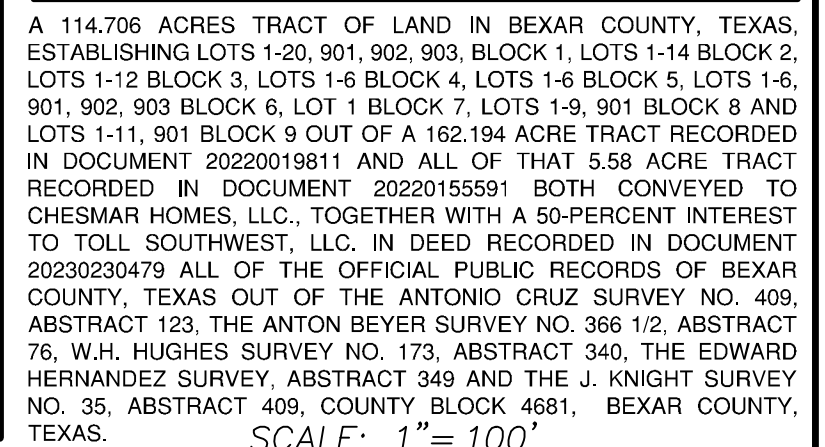 A 114.706 ACRES TRACT OF LAND IN BEXAR COUNTY, TEXAS,
ESTABLISHING LOTS 1-20, 901, 902, 903, BLOCK 1, LOTS 1-14 BLOCK 2,
LOTS 1-12 BLOCK 3, LOTS 1-6 BLOCK 4, LOTS 1-6 BLOCK 5, LOTS 1-6,
901, 902, 903 BLOCK 6, LOT 1 BLOCK 7, LOTS 1-9, 901 BLOCK 8 AND
LOTS 1-11, 901 BLOCK 9 OUT OF A 162.194 ACRE TRACT RECORDED
IN DOCUMENT 20220019811 AND ALL OF THAT 5.58 ACRE TRACT
RECORDED IN DOCUMENT 20220155591 BOTH CONVEYED TO
CHESMAR HOMES, LLC., TOGETHER WITH A 50-PERCENT INTEREST
TO TOLL SOUTHWEST, LLC. IN DEED RECORDED IN DOCUMENT
20230230479 ALL OF THE OFFICIAL PUBLIC RECORDS OF BEXAR
COUNTY, TEXAS OUT OF THE ANTONIO CRUZ SURVEY NO. 409,
ABSTRACT 123, THE ANTON BEYER SURVEY NO. 366 1/2, ABSTRACT
76, W.H. HUGHES SURVEY NO. 173, ABSTRACT 340, THE EDWARD
HERNANDEZ SURVEY, ABSTRACT 349 AND THE J. KNIGHT SURVEY
NO. 35, ABSTRACT 409, COUNTY BLOCK 4681, BEXAR COUNTY,
TEXAS.
SCALE: 1"= 100'